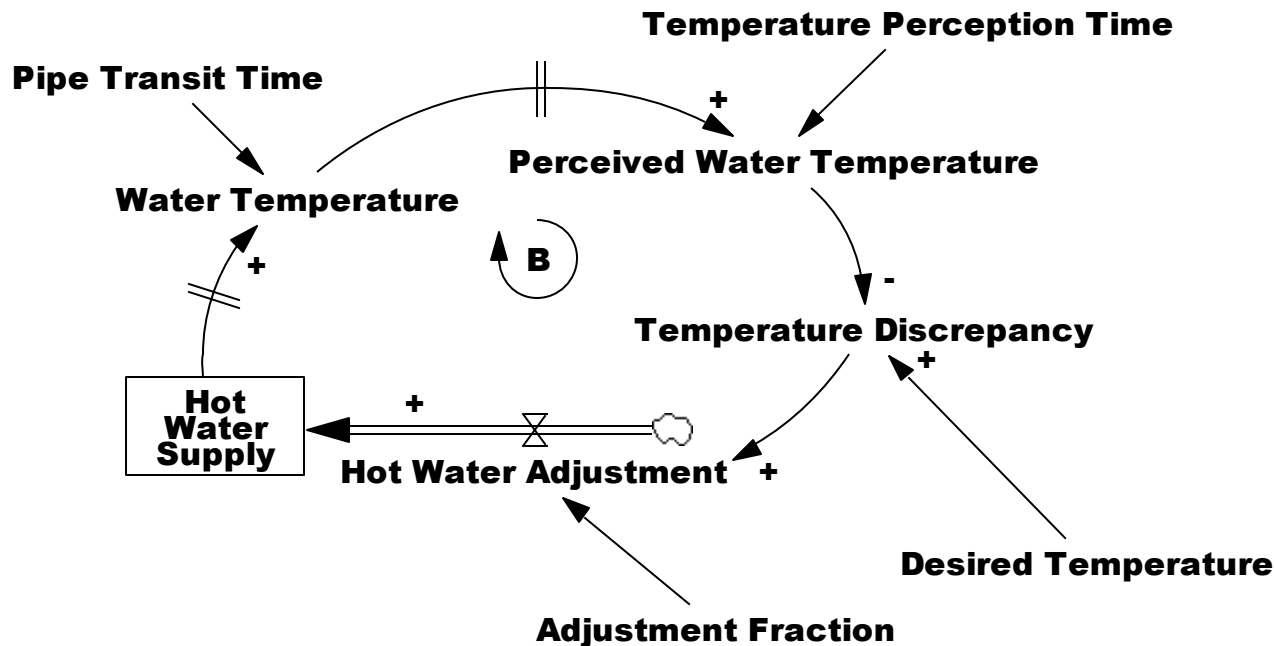 Temperature Perception Time
Pipe Transit Time
+
Perceived Water Temperature
Water Temperature
B
+
-
Temperature Discrepancy
+
Hot
Water
Supply
+
Hot Water Adjustment
+
Desired Temperature
Adjustment Fraction